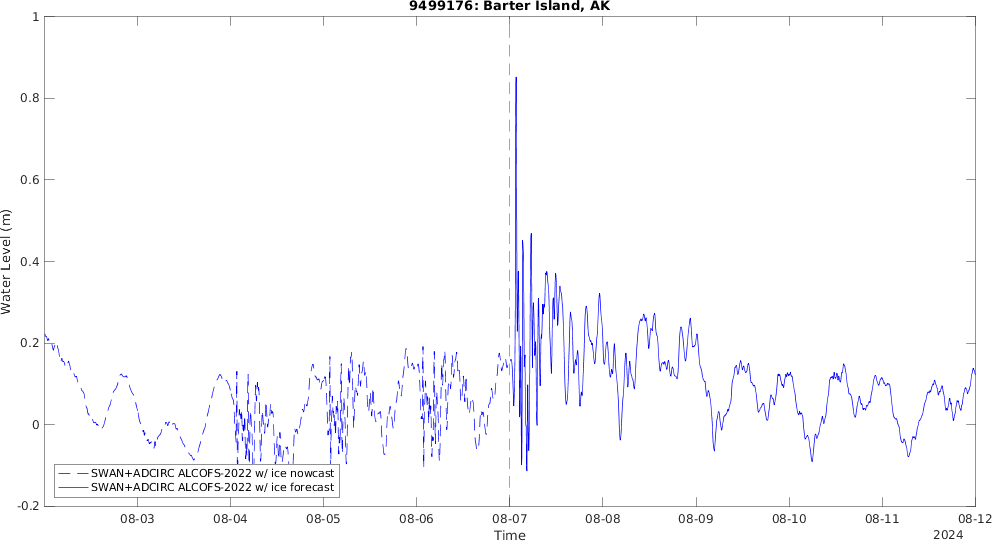 9499176: Barter Island, AK
1
0.8
0.6
0.4
0.2
0
-0.2
Water Level (m)
SWAN+ADCIRC ALCOFS-2022 w/ ice nowcast
SWAN+ADCIRC ALCOFS-2022 w/ ice forecast
08-03 08-04 08-05 08-06 08-07 08-08 08-09 08-10 08-11 08-12
Time
2024